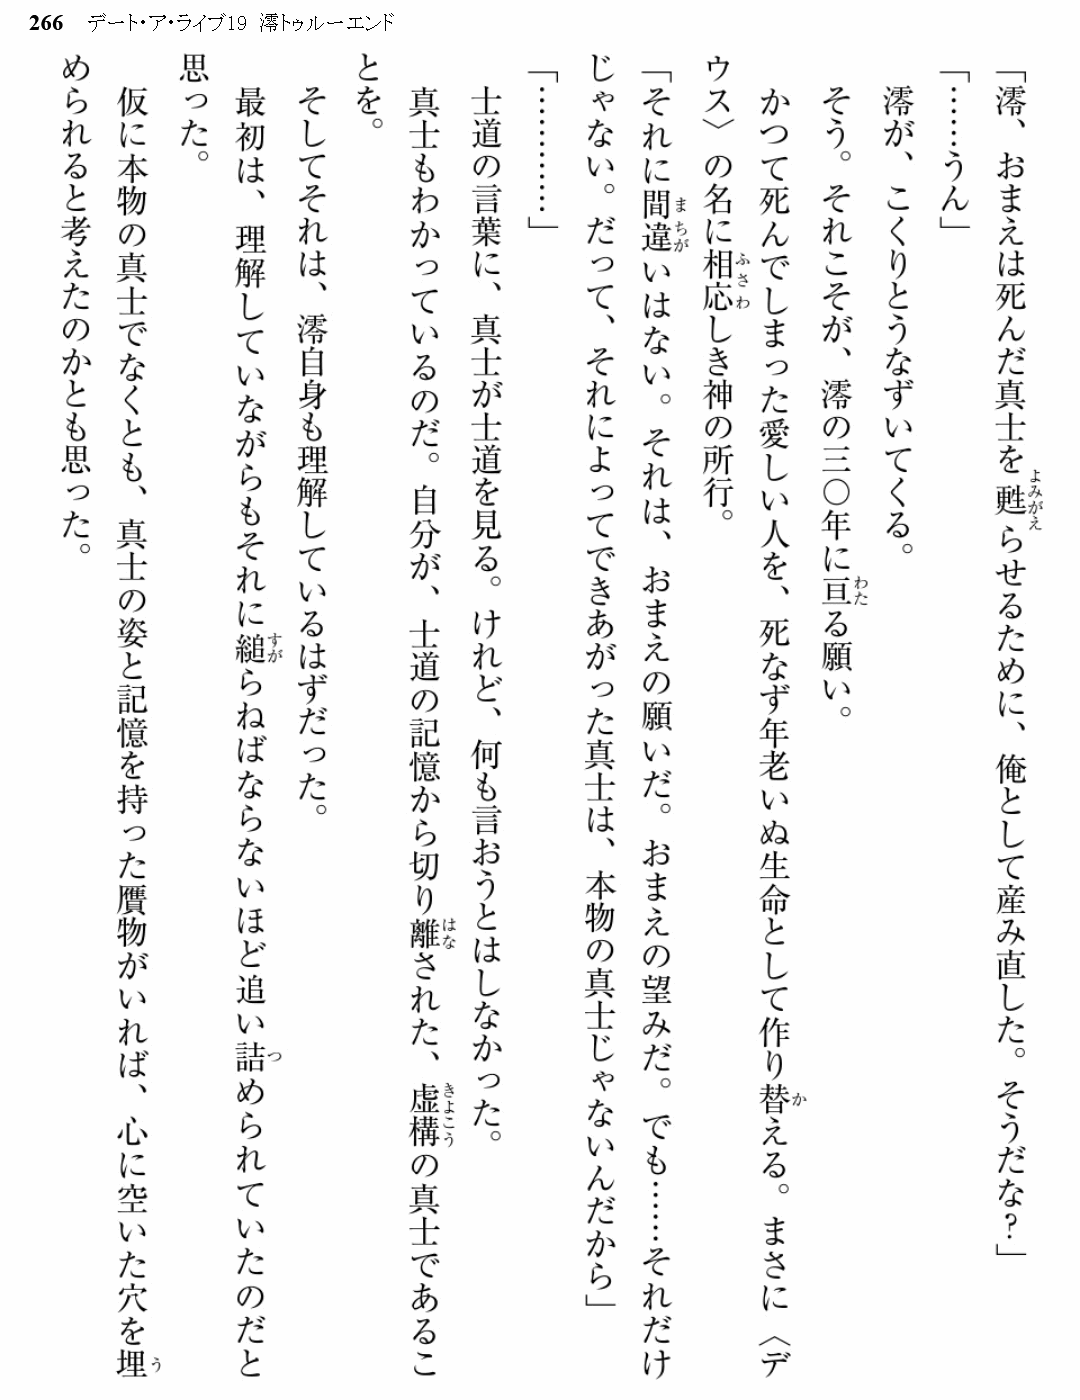 266 デート・ア・ライブ19 澪トゥルーエンド
「澪、おまえは死んだ真士を甦らせるために、俺として産み直した。そうだな?」
「……うん」
澪が、こくりとうなずいてくる。
そう。それこそが、澪の三〇年に亘る願い。
かつて死んでしまった愛しい人を、死なず年老いぬ生命として作り替える。まさに〈デ
ウス〉の名に相応しき神の所行。
「それに間違いはない。それは、おまえの願いだ。おまえの望みだ。でも……それだけ
じゃない。だって、それによってできあがった真士は、本物の真士じゃないんだから」
「…………」
士道の言葉に、真士が士道を見る。けれど、何も言おうとはしなかった。
真士もわかっているのだ。自分が、士道の記憶から切り離された、虚構の真士であるこ
とを。
そしてそれは、澪自身も理解しているはずだった。
最初は、理解していながらもそれに縋らねばならないほど追い詰められていたのだと
思った。
仮に本物の真士でなくとも、真士の姿と記憶を持った贋物がいれば、心に空いた穴を埋
められると考えたのかとも思った。